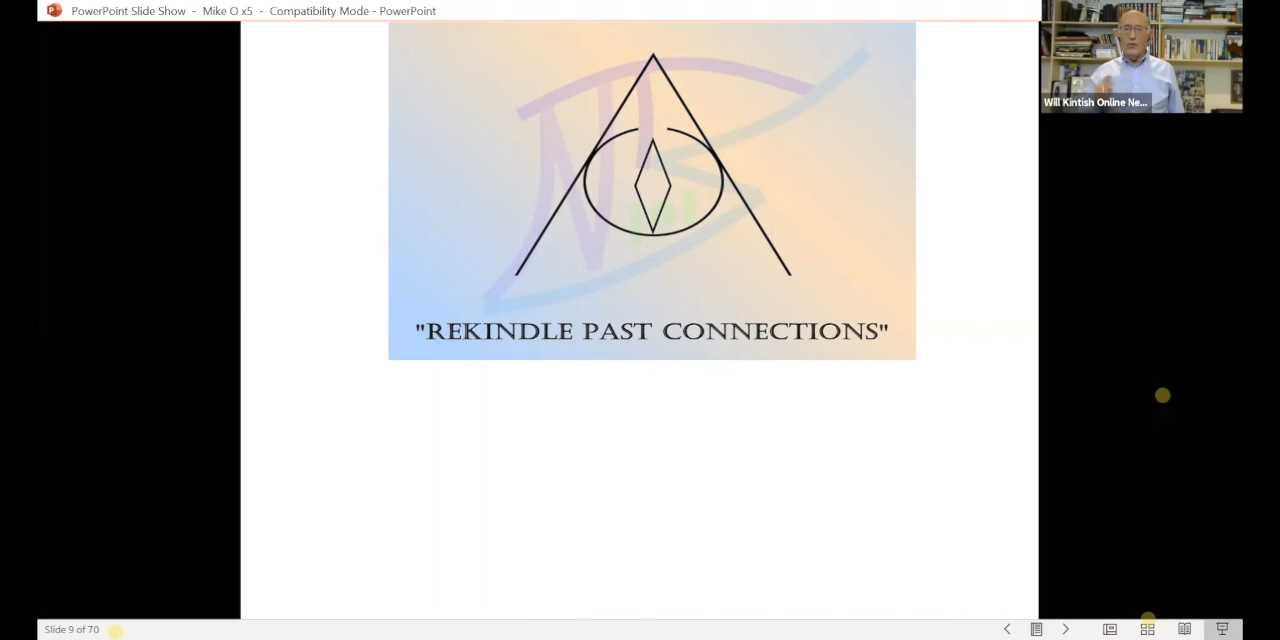 PowerPoint Slide Show - Mike O x5 - Compatibility Mode - PowerPoint
Will Kintish Online Ne...
"REKINDLE PAST CONNECTIONS"
Slide 9 of 70